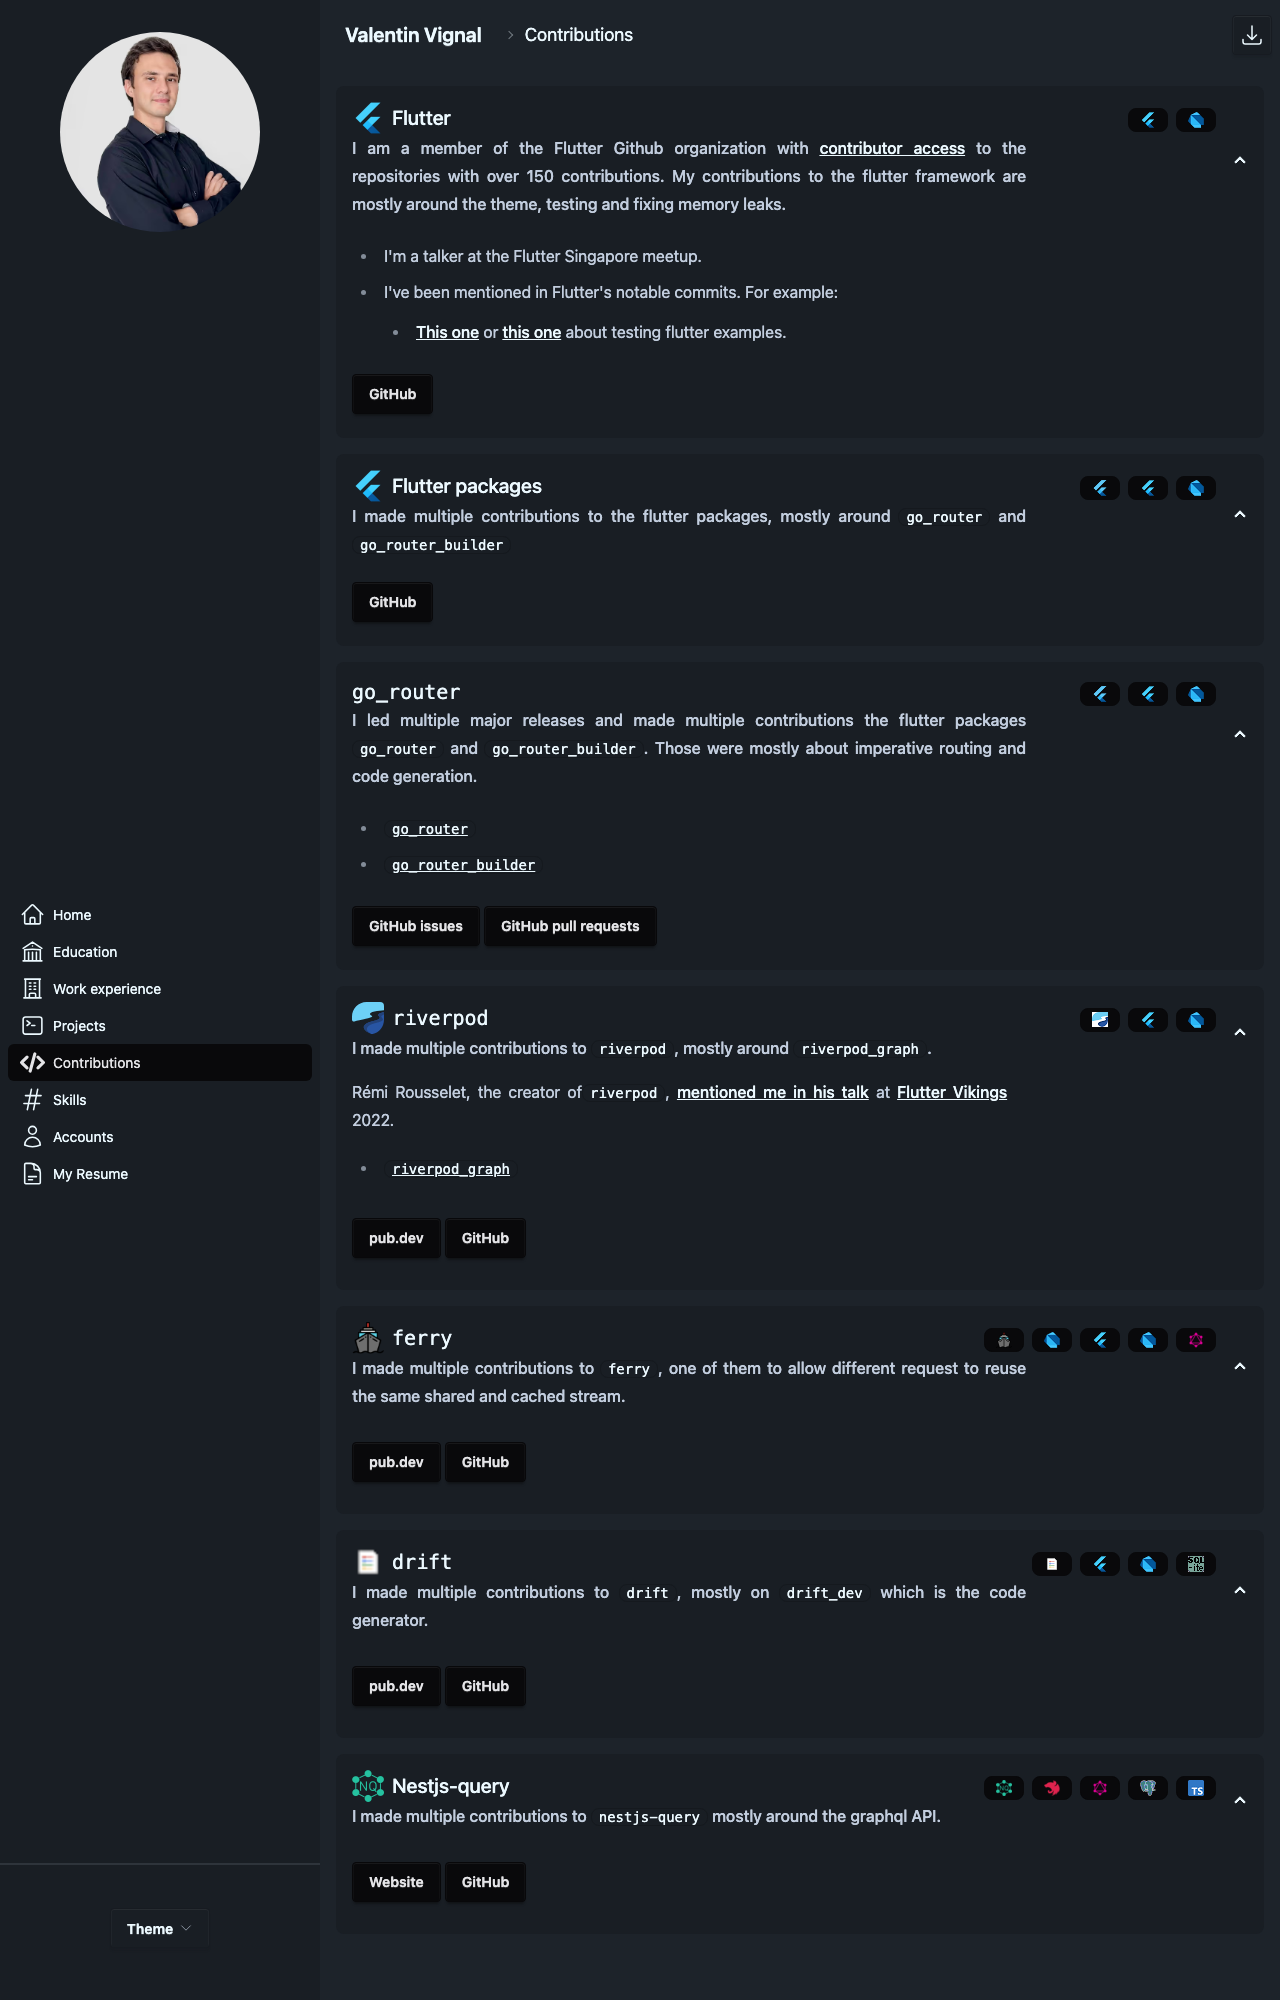 Valentin Vignal
Contributions
Flutter
I am a member of the Flutter Github organization with contributor access to the
repositories with over 150 contributions. My contributions to the flutter framework are
mostly around the theme, testing and fixing memory leaks.
I'm a talker at the Flutter Singapore meetup.
I've been mentioned in Flutter's notable commits. For example:
This one or this one about testing flutter examples.
GitHub
Flutter packages
I made multiple contributions to the flutter packages, mostly around go_router and
go_router_builder
GitHub
go_router
I led multiple major releases and made multiple contributions the flutter packages
go_router and go_router_builder . Those were mostly about imperative routing and
code generation.
go_router
go_router_builder
GitHub issues
GitHub pull requests
Home
Education
Work experience
Projects
Contributions
Skills
Accounts
My Resume
riverpod
I made multiple contributions to riverpod , mostly around riverpod_graph .
Rémi Rousselet, the creator of riverpod , mentioned me in his talk at Flutter Vikings
2022.
riverpod_graph
pub.dev
GitHub
ferry
I made multiple contributions to ferry , one of them to allow different request to reuse
the same shared and cached stream.
pub.dev
GitHub
drift
I made multiple contributions to drift , mostly on drift_dev which is the code
generator.
pub.dev
GitHub
NQ
Nestjs-query
TS
I made multiple contributions to nestjs-query mostly around the graphql API.
Website
GitHub
Theme